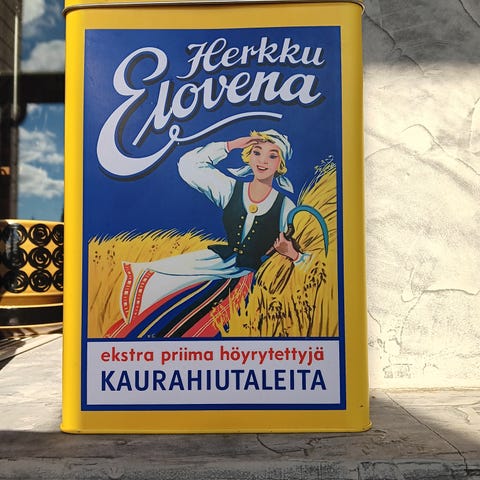 Herkku
Elovena
ekstra priima höyrytettyjä
KAURAHIUTALEITA